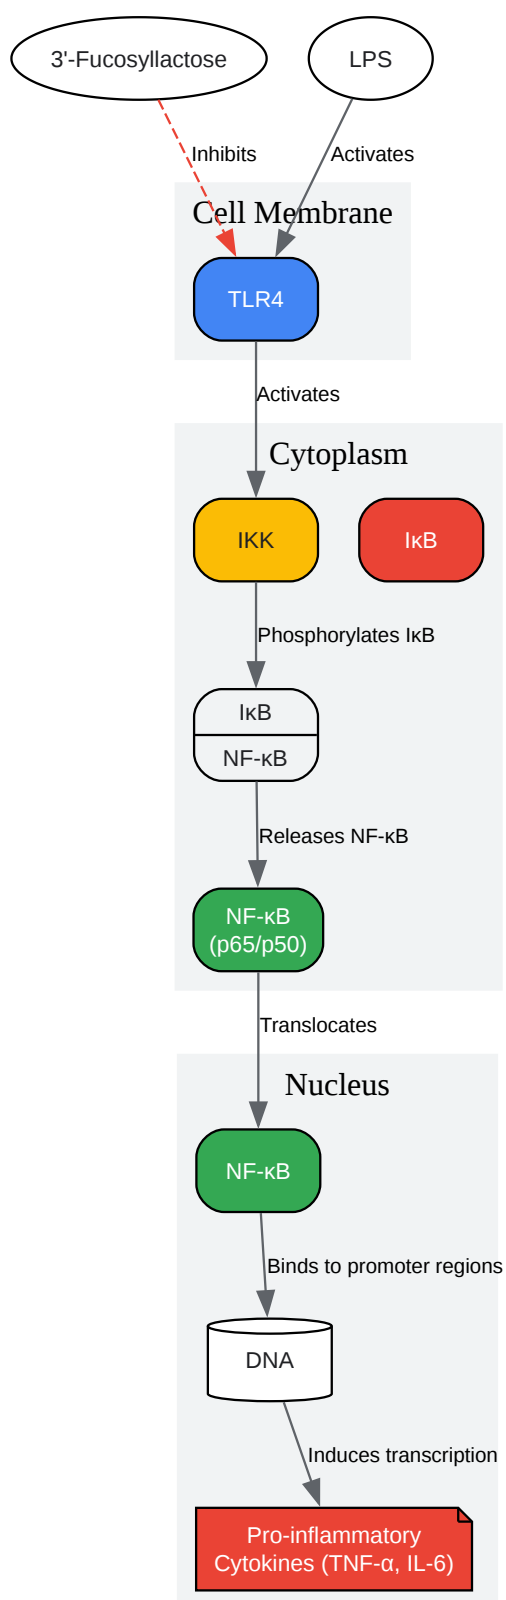 3'-Fucosyllactose
LPS
Inhibits
Activates
Cell Membrane
TLR4
Activates
Cytoplasm
IKK
IκB
Phosphorylates IκB
IκB
NF-κB
Releases NF-κB
NF-κB
(p65/p50)
Translocates
Nucleus
NF-κB
Binds to promoter regions
DNA
Induces transcription
Pro-inflammatory
Cytokines (TNF-α, IL-6)